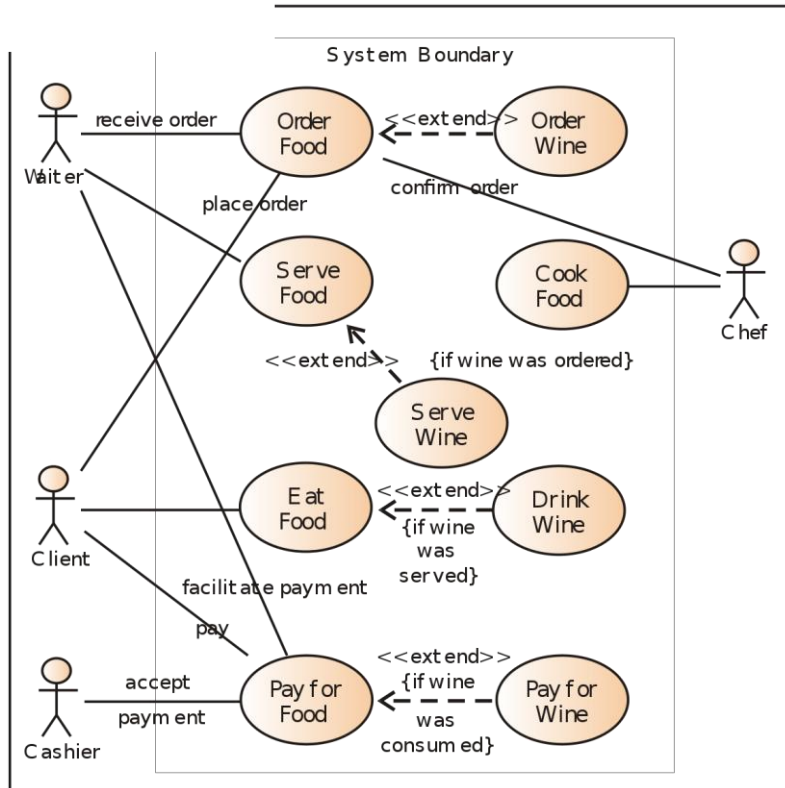 System Boundary
receive order
Order
Food
<<extend>>
Order
Wine
Waiter
place order
confirm order
Serve
Food
Cook
Food
Chef
<<extend>>
{if wine was ordered}
Serve
Wine
Eat
Food
<<extend>>
{if wine
was
served}
Drink
Wine
Client
facilitate payment
pay
accept
payment
Pay for
Food
<<extend>>
{if wine
was
consumed}
Pay for
Wine
Cashier